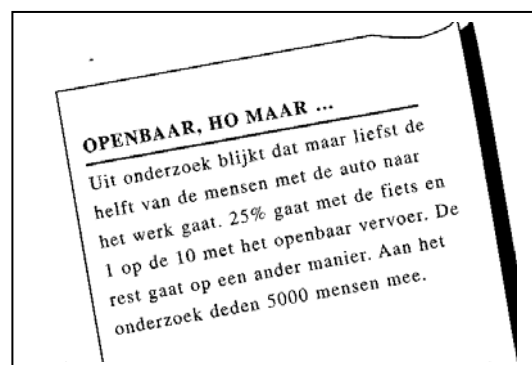 OPENBAAR, HO MAAR ...
Uit onderzoek blijkt dat maar liefst de
helft van de mensen met de auto naar
het werk gaat. 25% gaat met de fiets en
1 op de 10 met het openbaar vervoer. De
rest gaat op een ander manier. Aan het
onderzoek deden 5000 mensen mee.